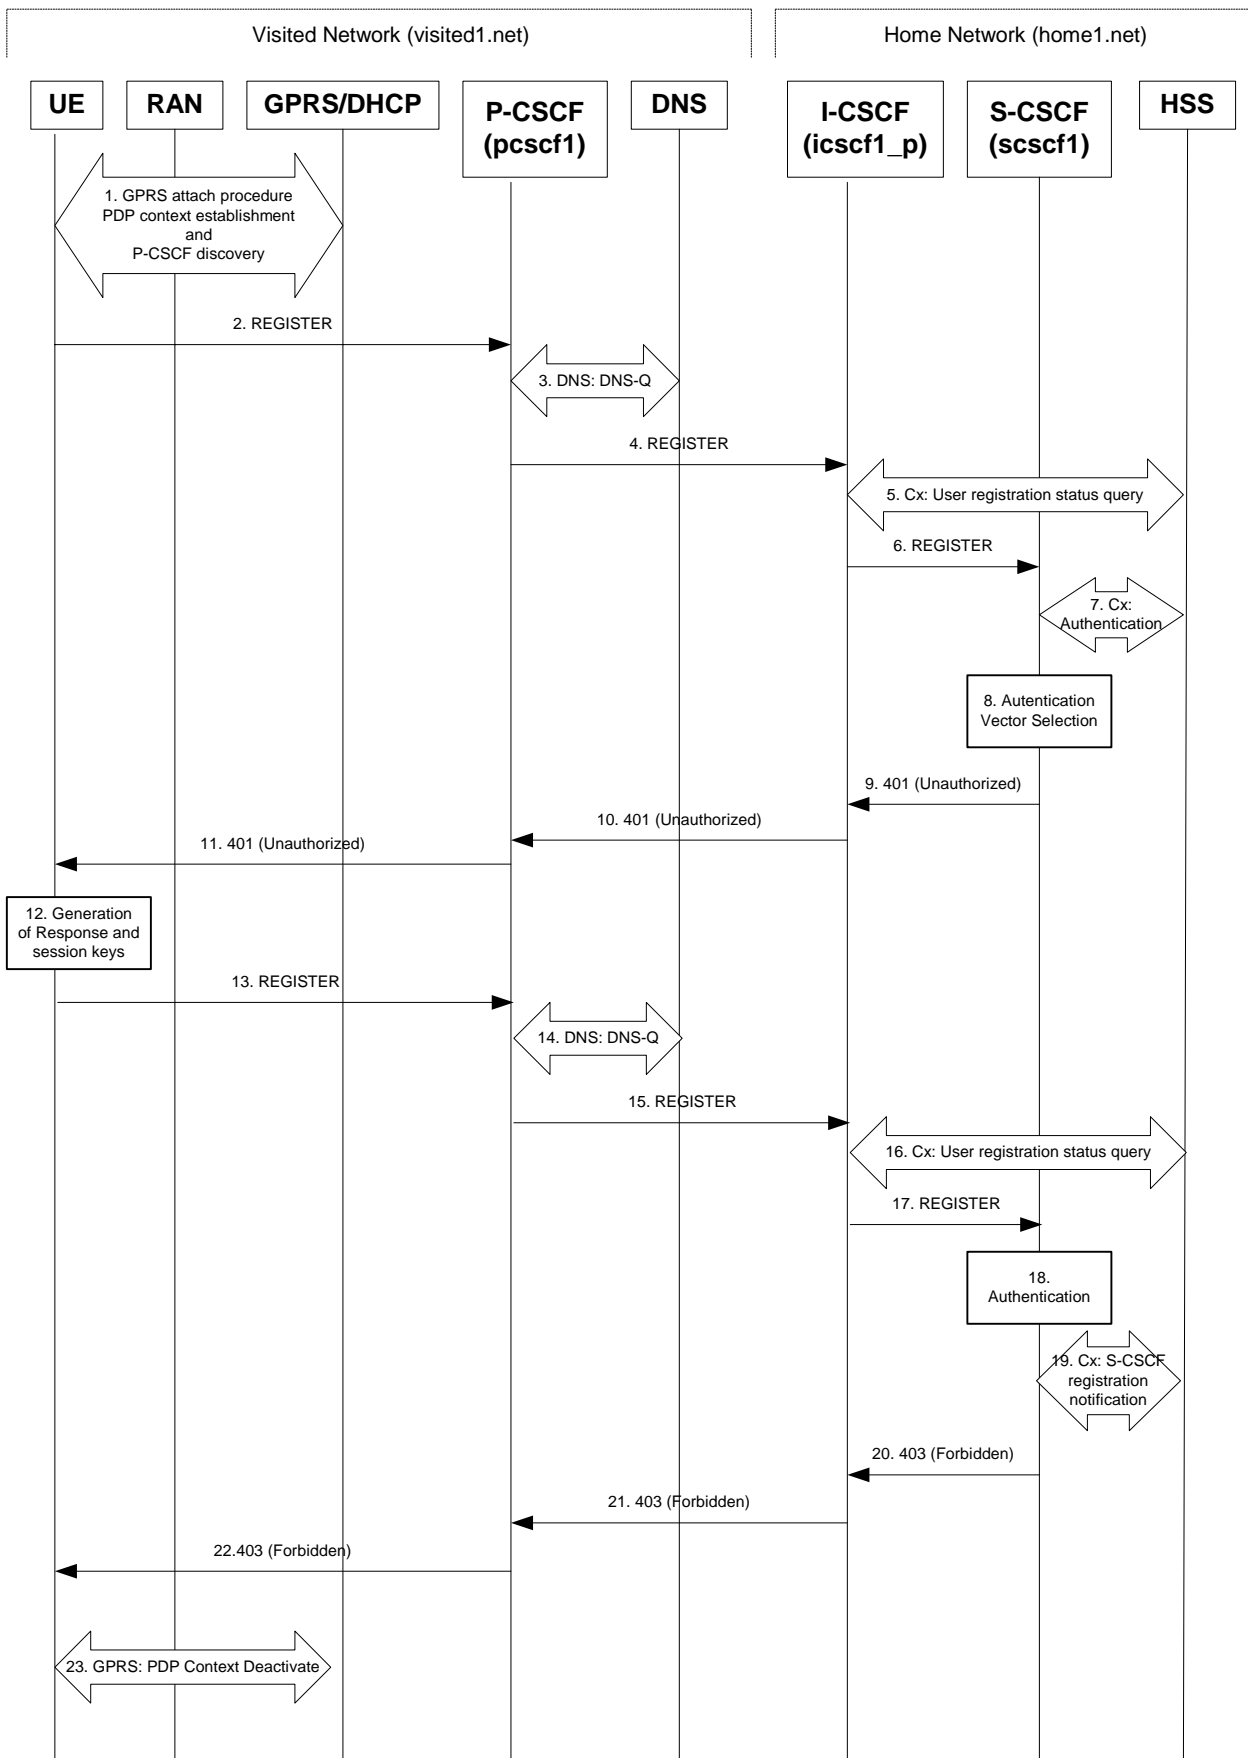 Visited Network (visited1.net)
Home Network (home1.net)
UE
RAN
GPRS/DHCP
P-CSCF
(pcscf1)
DNS
I-CSCF
(icscf1_p)
S-CSCF
(scscf1)
HSS
1. GPRS attach procedure
PDP context establishment
and
P-CSCF discovery
2. REGISTER
3. DNS: DNS-Q
4. REGISTER
5. Cx: User registration status query
6. REGISTER
7. Cx:
Authentication
8. Autentication
Vector Selection
9. 401 (Unauthorized)
10. 401 (Unauthorized)
11. 401 (Unauthorized)
12. Generation
of Response and
session keys
13. REGISTER
14. DNS: DNS-Q
15. REGISTER
16. Cx: User registration status query
17. REGISTER
18.
Authentication
19. Cx: S-CSCF
registration
notification
20. 403 (Forbidden)
21. 403 (Forbidden)
22.403 (Forbidden)
23. GPRS: PDP Context Deactivate